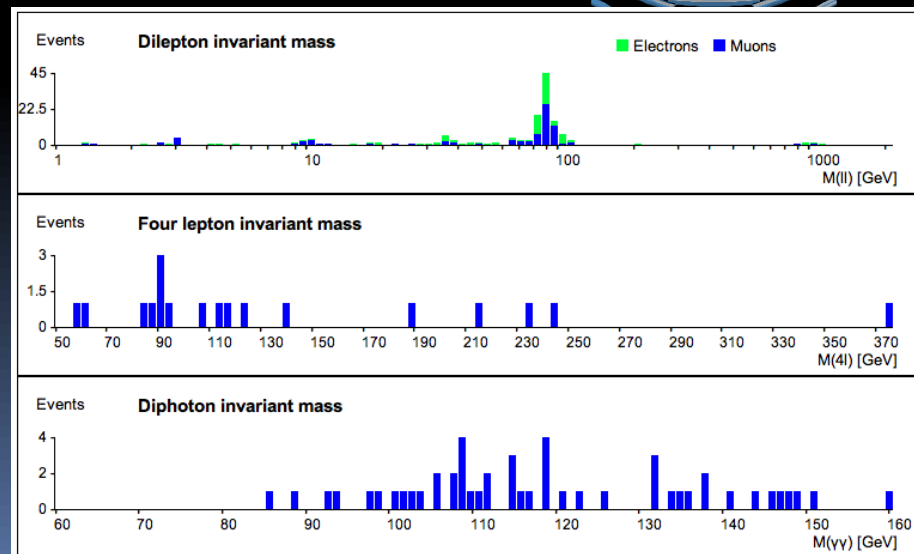 Events Dilepton invariant mass Electrons Muons
45
22.5
0
1 10 100 1000
M(ll) [GeV]
Events Four lepton invariant mass
3
1.5
0
50 70 90 110 130 150 170 190 210 230 250 270 290 310 330 350 370
M(4l) [GeV]
Events Diphoton invariant mass
4
2
0
60 70 80 90 100 110 120 130 140 150 160
M(γγ) [GeV]